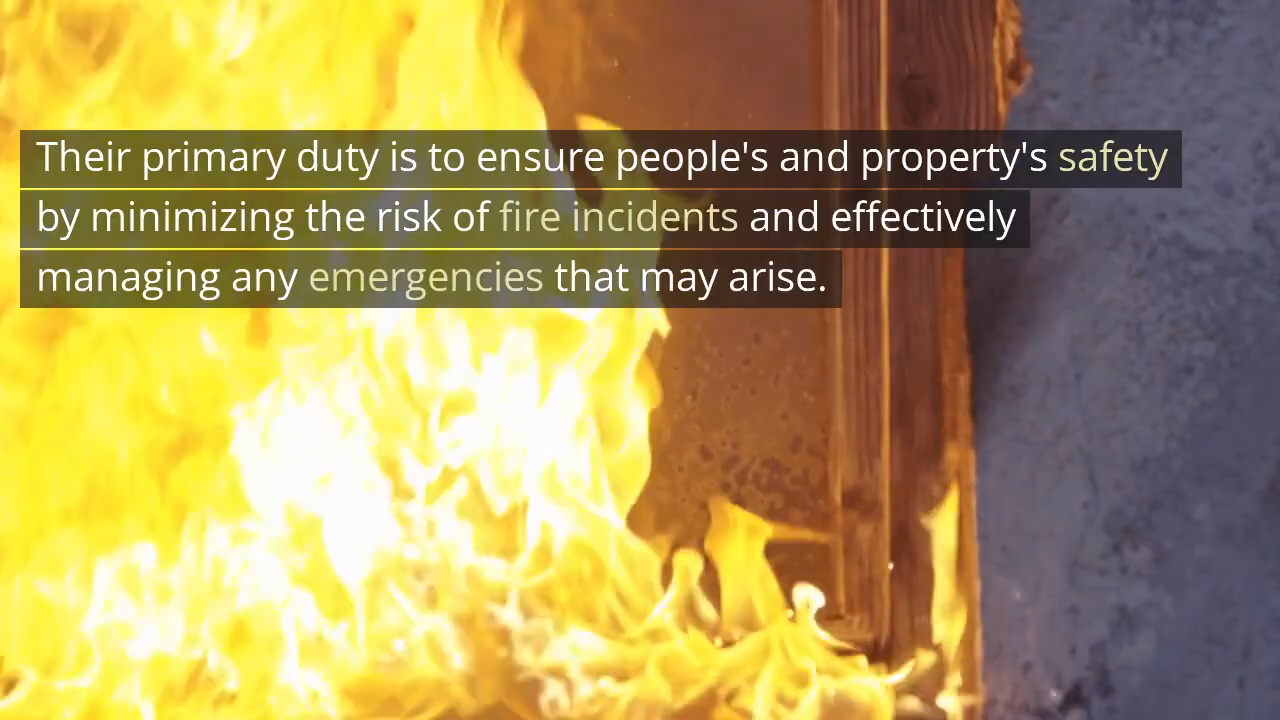 Their primary duty is to ensure people's and property's safety
by minimizing the risk of fire incidents and effectively
managing any emergencies that may arise.